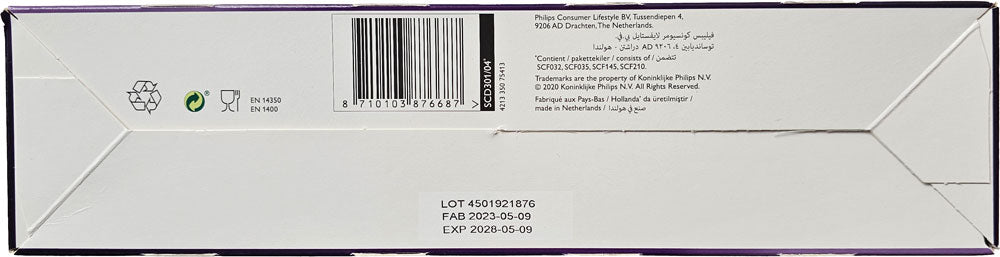 EN 14350
EN 1400
8 710103 876687 >
SCD301/04*
4213 350 75413
Philips Consumer Lifestyle BV, Tussendiepen 4,
9206 AD Drachten, The Netherlands.
فيليبس كونسيومر لايفستايل بي.في.
توسانديابين ٤، ٩٢٠٦ AD دراشتن - هولندا
*Contient / pakettekiler / consists of / تتضمن
SCF032, SCF035, SCF145, SCF210.
Trademarks are the property of Koninklijke Philips N.V.
© 2020 Koninklijke Philips N.V. All Rights Reserved.
Fabriqué aux Pays-Bas / Hollanda' da üretilmiştir /
made in Netherlands / صنع في هولندا
LOT 4501921876
FAB 2023-05-09
EXP 2028-05-09